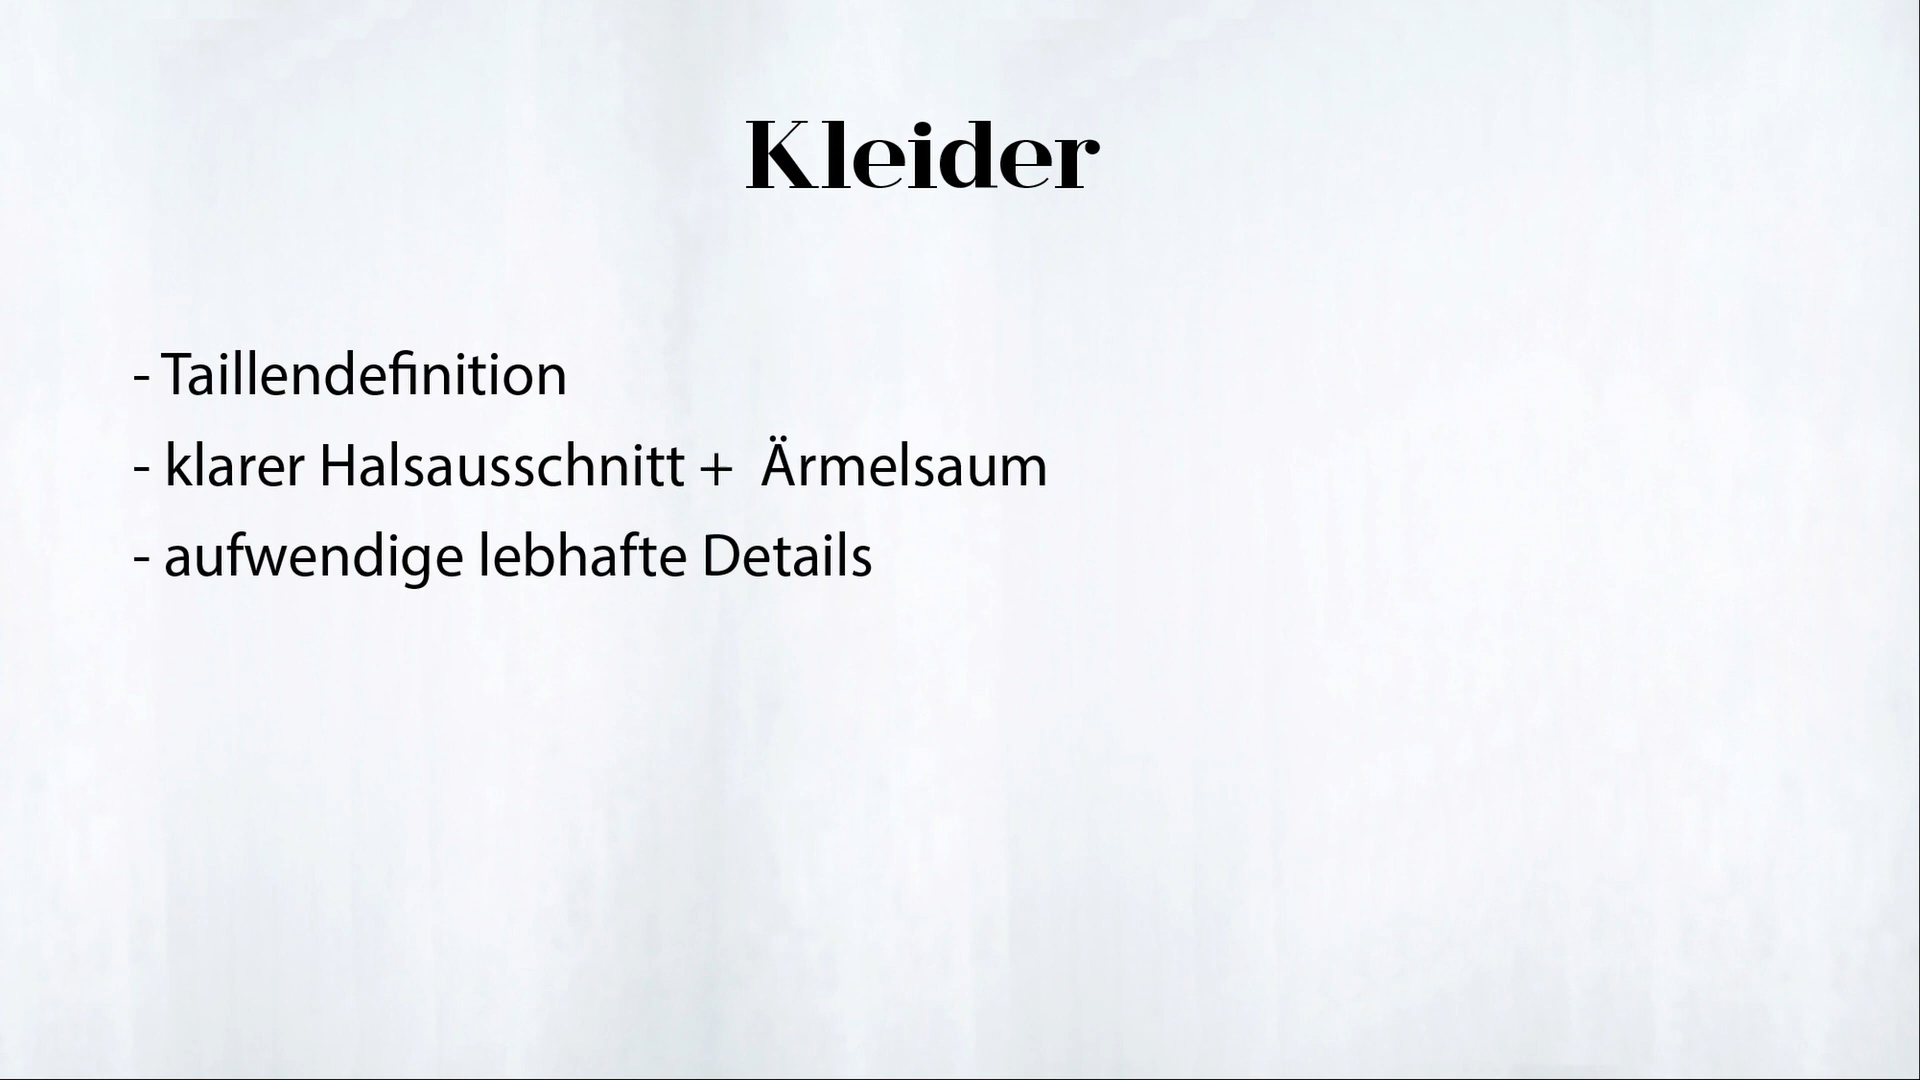 Kleider
- Taillendefinition
- klarer Halsausschnitt +  Ärmelsaum
- aufwendige lebhafte Details